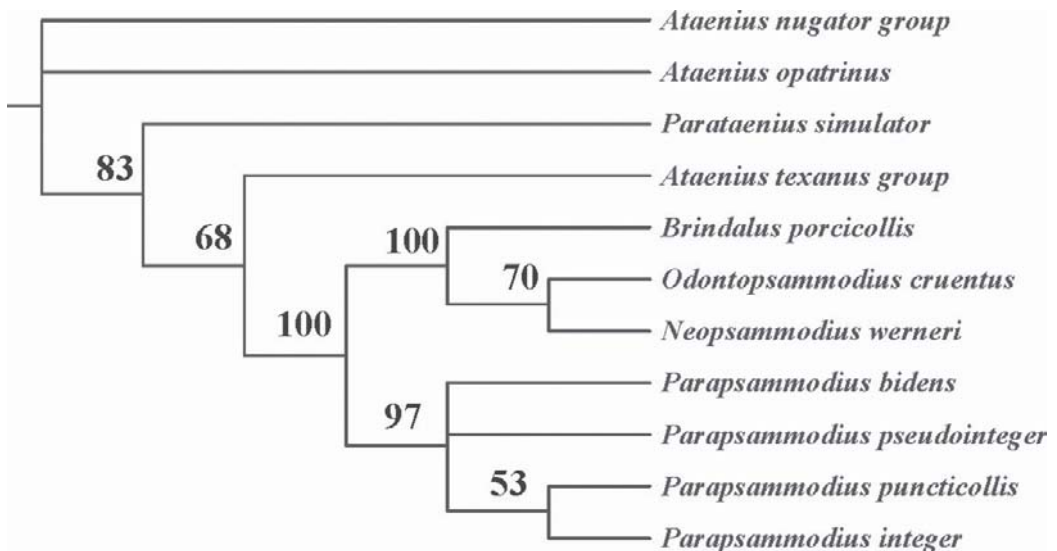 Ataenius nugator group
Ataenius opatrinus
Parataenius simulator
83
Ataenius texanus group
68
Brindalus porcicollis
100
Odontopsammodius cruentus
70
Neopsammodius werneri
100
Parapsammodius bidens
97
Parapsammodius pseudointeger
Parapsammodius puncticollis
53
Parapsammodius integer